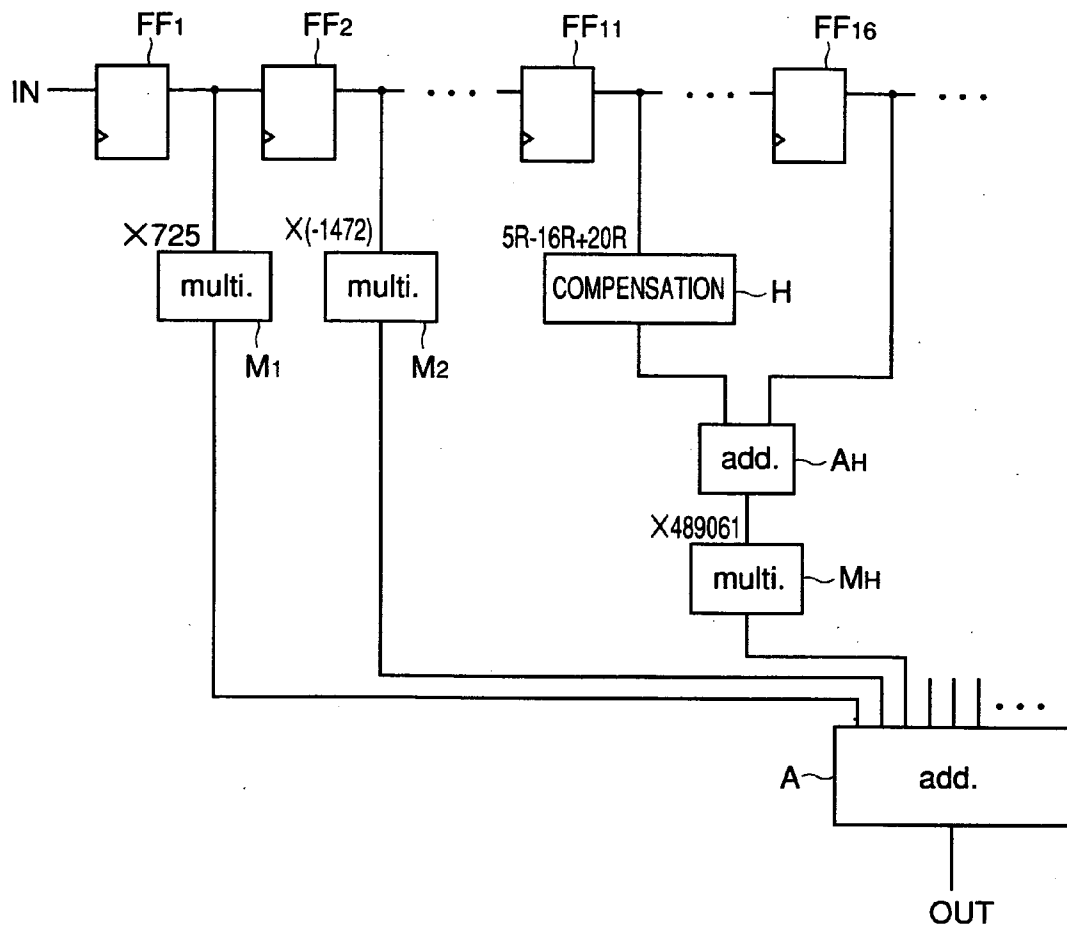 FF1
FF2
FF11
FF16
IN
...
...
...
×725
X(-1472)
5R-16R+20R
multi.
multi.
COMPENSATION
H
M1
M2
add.
AH
×489061
multi.
MH
...
A
add.
OUT